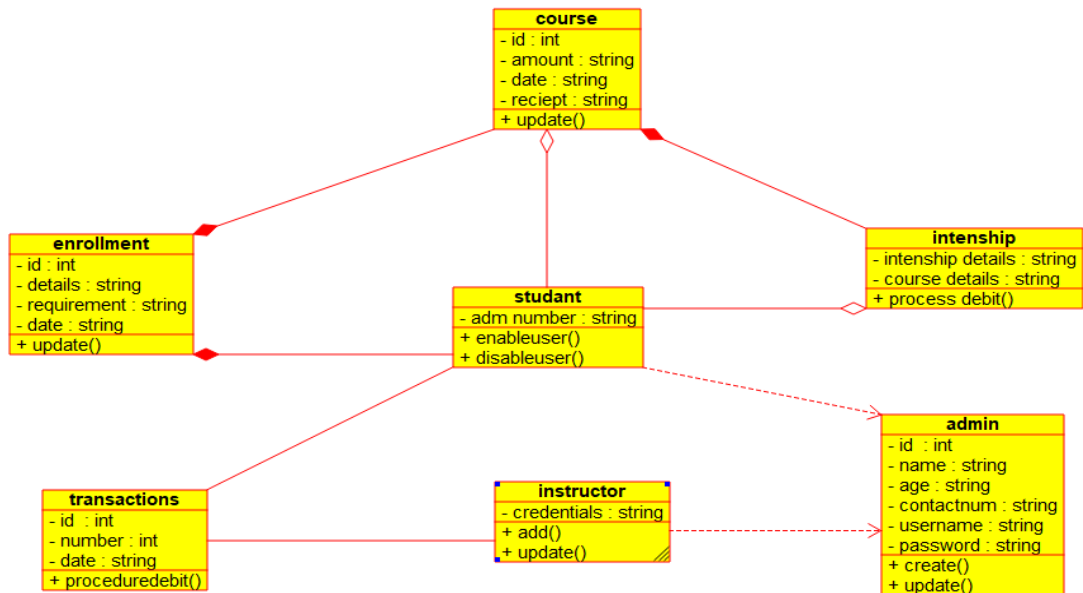 course
- id : int
- amount : string
- date : string
- reciept : string
+ update()
enrollment
- id : int
- details : string
- requirement : string
- date : string
+ update()
intenship
- intenship details : string
- course details : string
+ process debit()
studant
- adm number : string
+ enableuser()
+ disableuser()
admin
- id : int
- name : string
- age : string
- contactnum : string
- username : string
- password : string
+ create()
+ update()
transactions
- id : int
- number : int
- date : string
+ proceduredebit()
instructor
- credentials : string
+ add()
+ update()